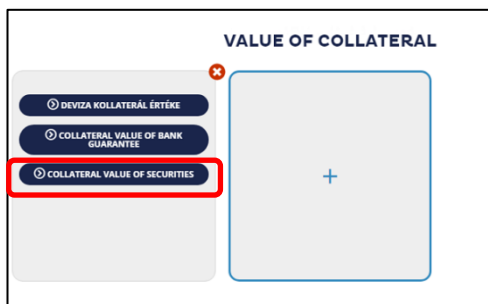 VALUE OF COLLATERAL
DEVIZA KOLLATERÁL ÉRTÉKE
COLLATERAL VALUE OF BANK
GUARANTEE
COLLATERAL VALUE OF SECURITIES
+